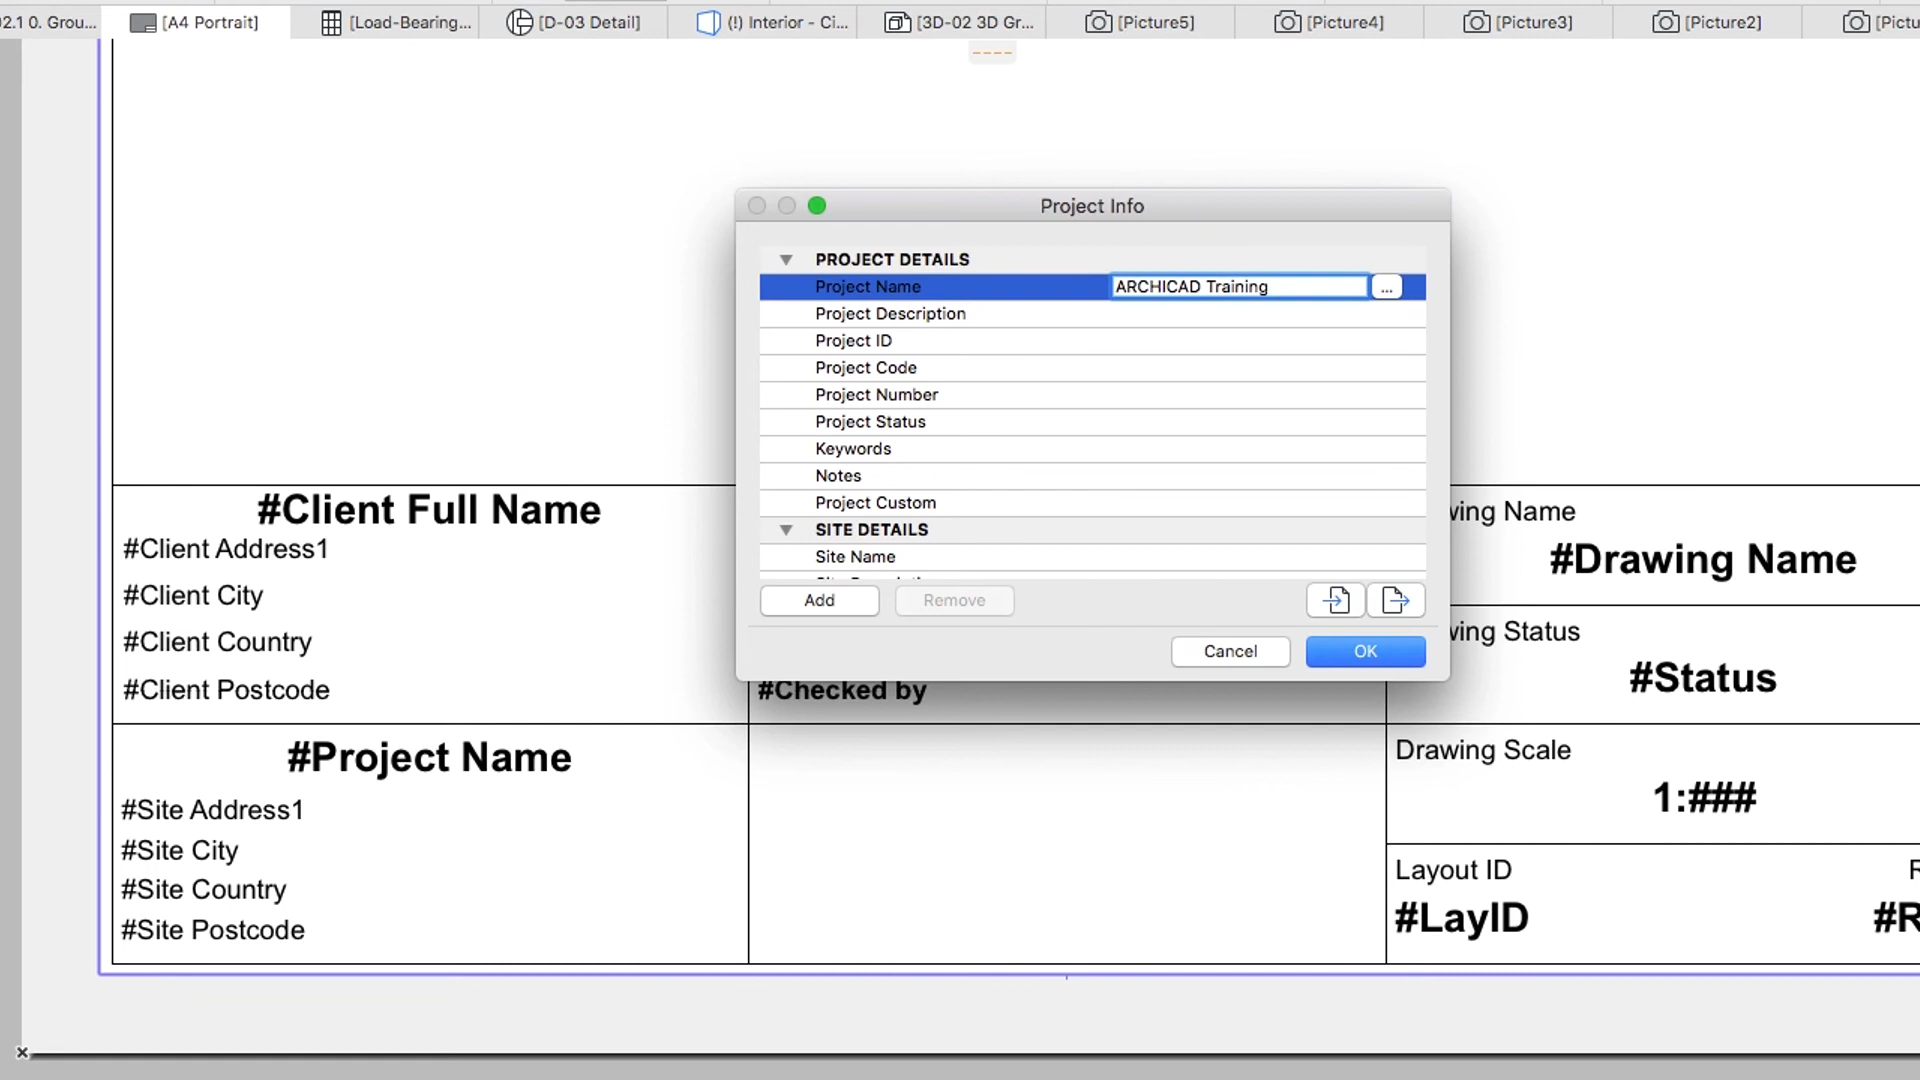 02.1 0. Grou...
[A4 Portrait]
[Load-Bearing...
[D-03 Detail]
(!) Interior - Ci...
[3D-02 3D Gr...
[Picture5]
[Picture4]
[Picture3]
[Picture2]
[Pictu
Project Info
PROJECT DETAILS
Project Name ARCHICAD Training ...
Project Description
Project ID
Project Code
Project Number
Project Status
Keywords
Notes
Project Custom
SITE DETAILS
Site Name
Add
Remove
Cancel
OK
#Client Full Name
#Client Address1
#Client City
#Client Country
#Client Postcode
#Checked by
#Project Name
#Site Address1
#Site City
#Site Country
#Site Postcode
wing Name
#Drawing Name
wing Status
#Status
Drawing Scale
1:###
Layout ID
#LayID
#R